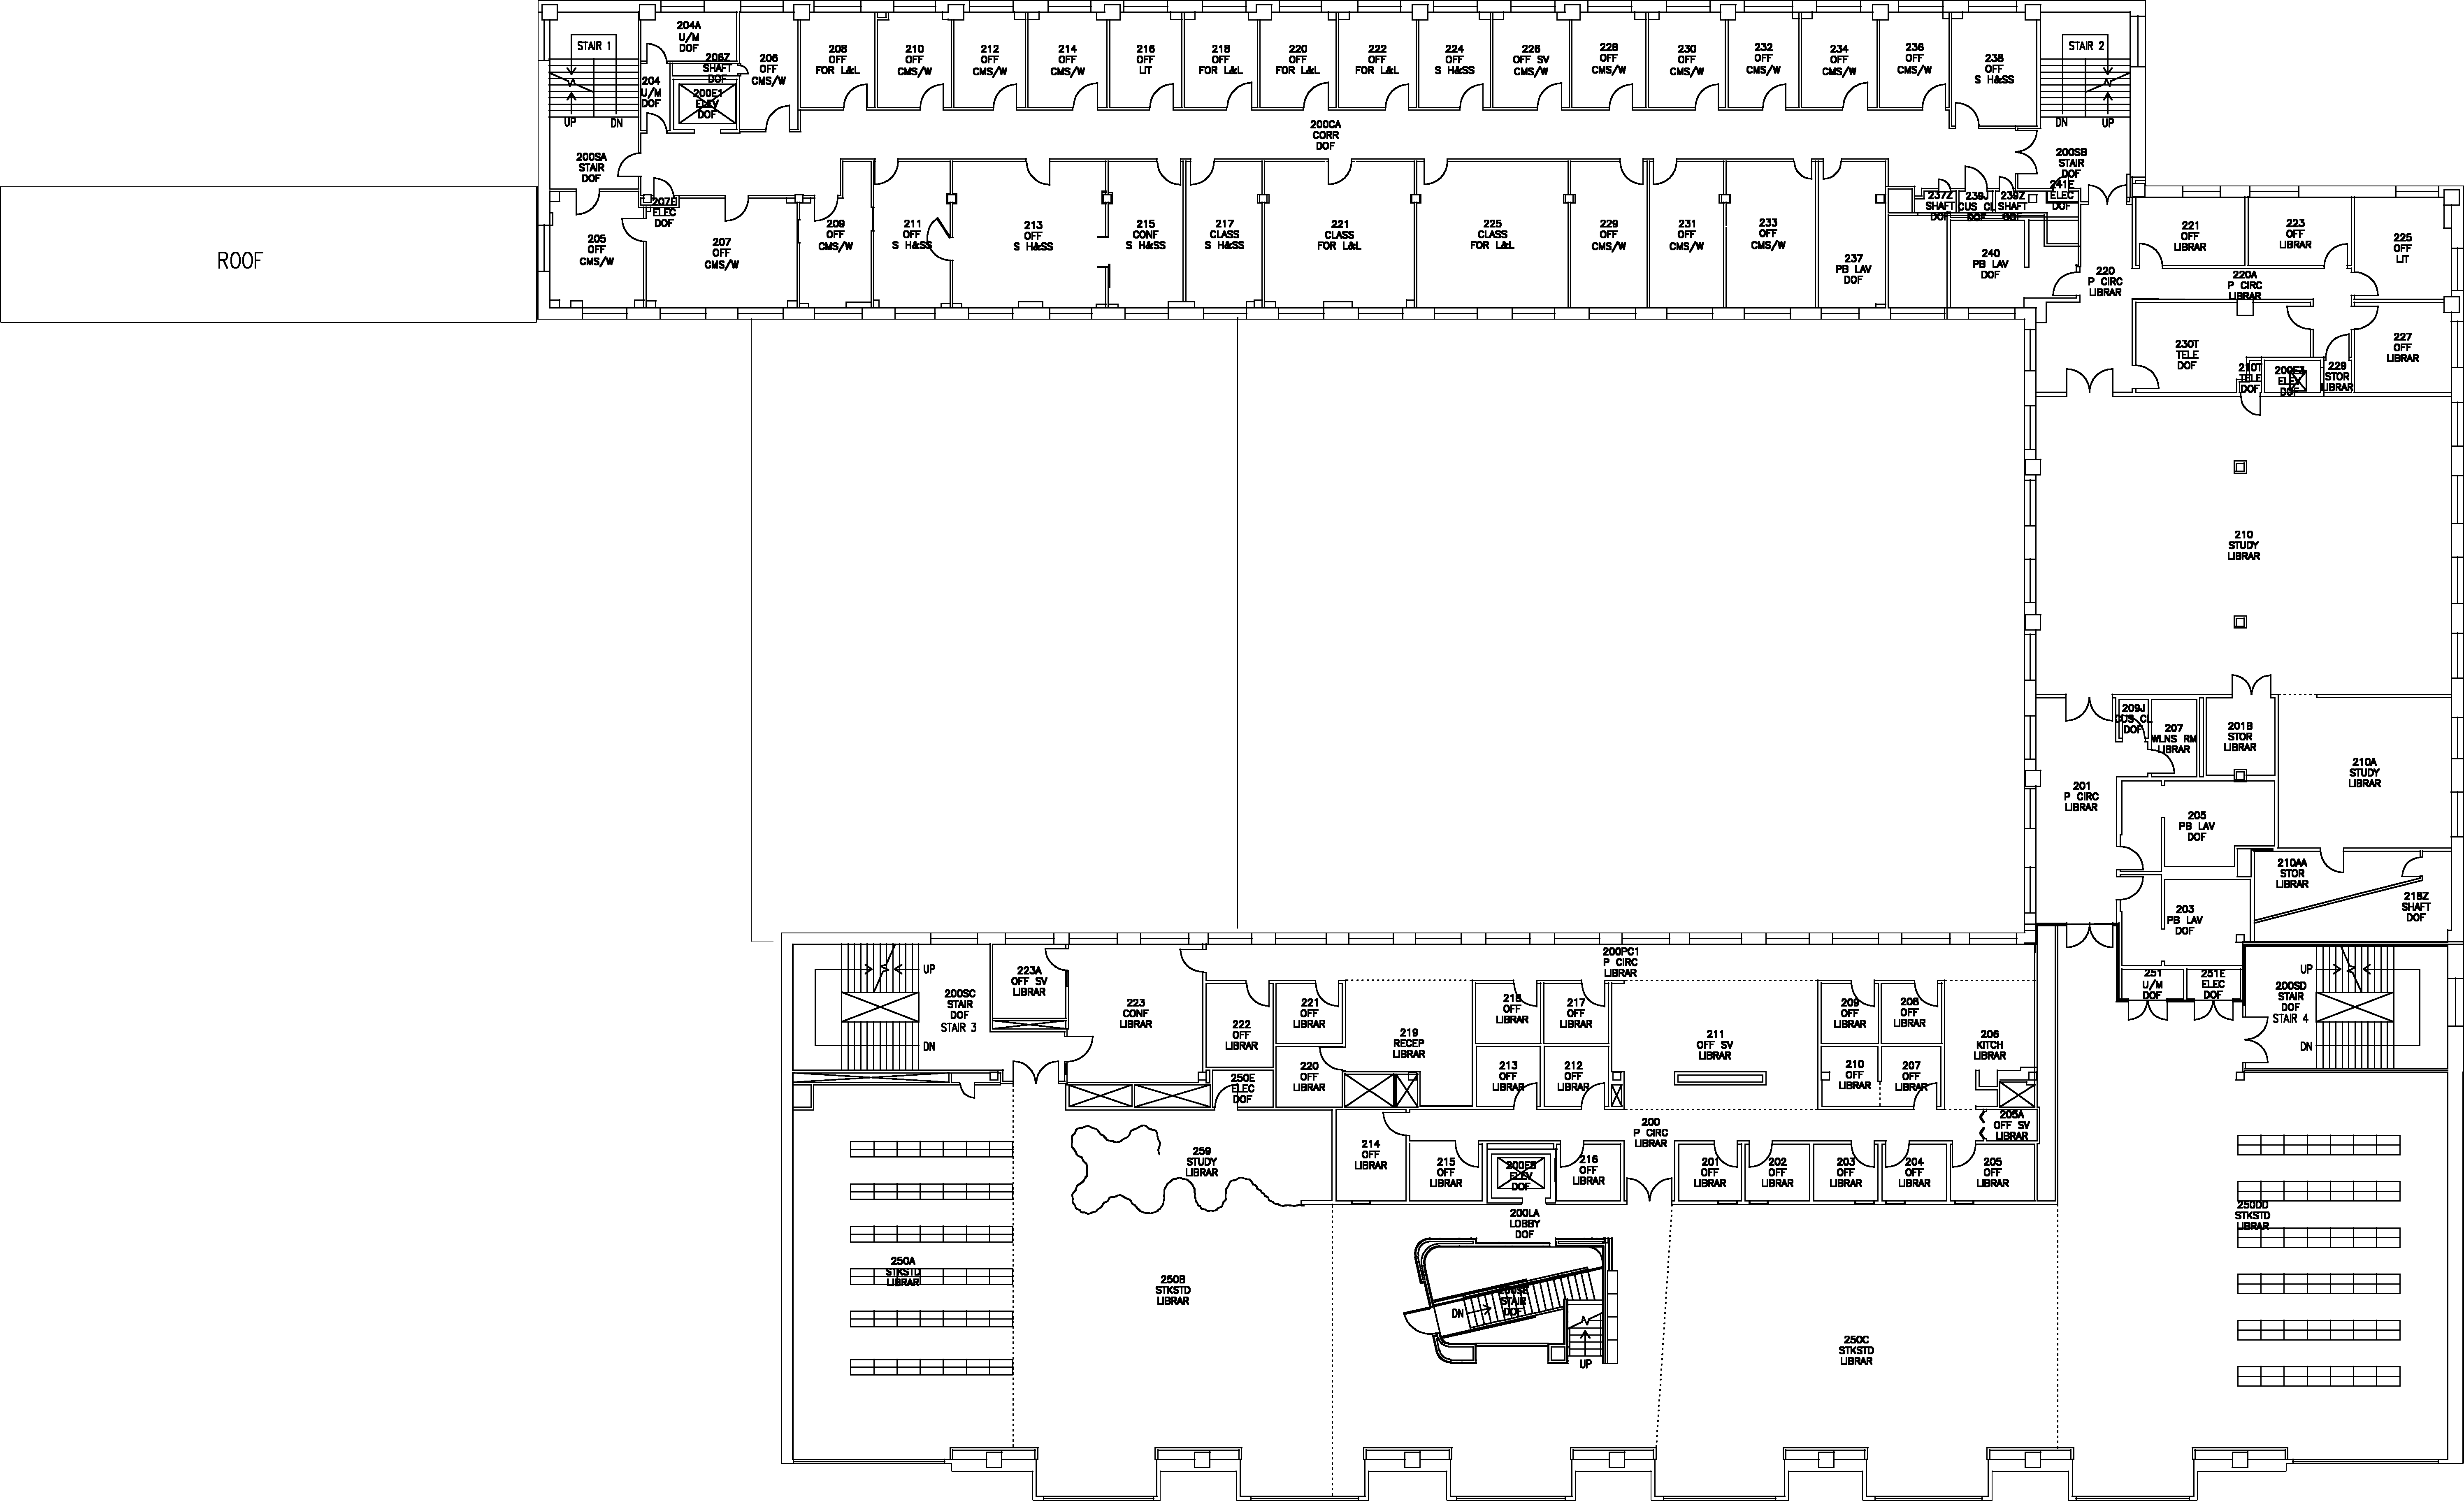 STAIR 1
UP
DN
204A
U/M
DOF
206Z
SHAFT
DOF
204
U/M
DOF
200E1
ELEV
DOF
206
OFF
CMS/W
208
OFF
FOR L&L
210
OFF
CMS/W
212
OFF
CMS/W
214
OFF
CMS/W
216
OFF
LIT
218
OFF
FOR L&L
220
OFF
FOR L&L
222
OFF
FOR L&L
224
OFF
S H&SS
226
OFF SV
CMS/W
228
OFF
CMS/W
230
OFF
CMS/W
232
OFF
CMS/W
234
OFF
CMS/W
236
OFF
CMS/W
238
OFF
S H&SS
STAIR 2
DN
UP
200CA
CORR
DOF
200SA
STAIR
DOF
200SB
STAIR
DOF
ROOF
205
OFF
CMS/W
207E
ELEC
DOF
207
OFF
CMS/W
209
OFF
CMS/W
211
OFF
S H&SS
213
OFF
S H&SS
215
CONF
S H&SS
217
CLASS
S H&SS
221
CLASS
FOR L&L
225
CLASS
FOR L&L
229
OFF
CMS/W
231
OFF
CMS/W
233
OFF
CMS/W
237
PB LAV
DOF
237Z
SHAFT
DOF
239J
CUS CL
DOF
239Z
SHAFT
DOF
241E
ELEC
DOF
240
PB LAV
DOF
220
P CIRC
LIBRAR
221
OFF
LIBRAR
223
OFF
LIBRAR
225
OFF
LIT
220A
P CIRC
LIBRAR
230T
TELE
DOF
210T
TELE
DOF
200E3
ELEV
DOF
229
STOR
LIBRAR
227
OFF
LIBRAR
210
STUDY
LIBRAR
209J
CUS CL
DOF
207
WLNS RM
LIBRAR
201B
STOR
LIBRAR
210A
STUDY
LIBRAR
201
P CIRC
LIBRAR
205
PB LAV
DOF
210AA
STOR
LIBRAR
218Z
SHAFT
DOF
203
PB LAV
DOF
251
U/M
DOF
251E
ELEC
DOF
200SD
STAIR
DOF
STAIR 4
UP
DN
UP
DN
200SC
STAIR
DOF
STAIR 3
223A
OFF SV
LIBRAR
223
CONF
LIBRAR
200PC1
P CIRC
LIBRAR
222
OFF
LIBRAR
221
OFF
LIBRAR
219
RECEP
LIBRAR
218
OFF
LIBRAR
217
OFF
LIBRAR
211
OFF SV
LIBRAR
209
OFF
LIBRAR
208
OFF
LIBRAR
206
KITCH
LIBRAR
250E
ELEC
DOF
220
OFF
LIBRAR
213
OFF
LIBRAR
212
OFF
LIBRAR
210
OFF
LIBRAR
207
OFF
LIBRAR
205A
OFF SV
LIBRAR
200
P CIRC
LIBRAR
259
STUDY
LIBRAR
214
OFF
LIBRAR
215
OFF
LIBRAR
ELEV
DOF
216
OFF
LIBRAR
201
OFF
LIBRAR
202
OFF
LIBRAR
203
OFF
LIBRAR
204
OFF
LIBRAR
205
OFF
LIBRAR
200LA
LOBBY
DOF
250A
STKSTD
LIBRAR
250B
STKSTD
LIBRAR
STAIR
DOF
DN
UP
250C
STKSTD
LIBRAR
250DD
STKSTD
LIBRAR